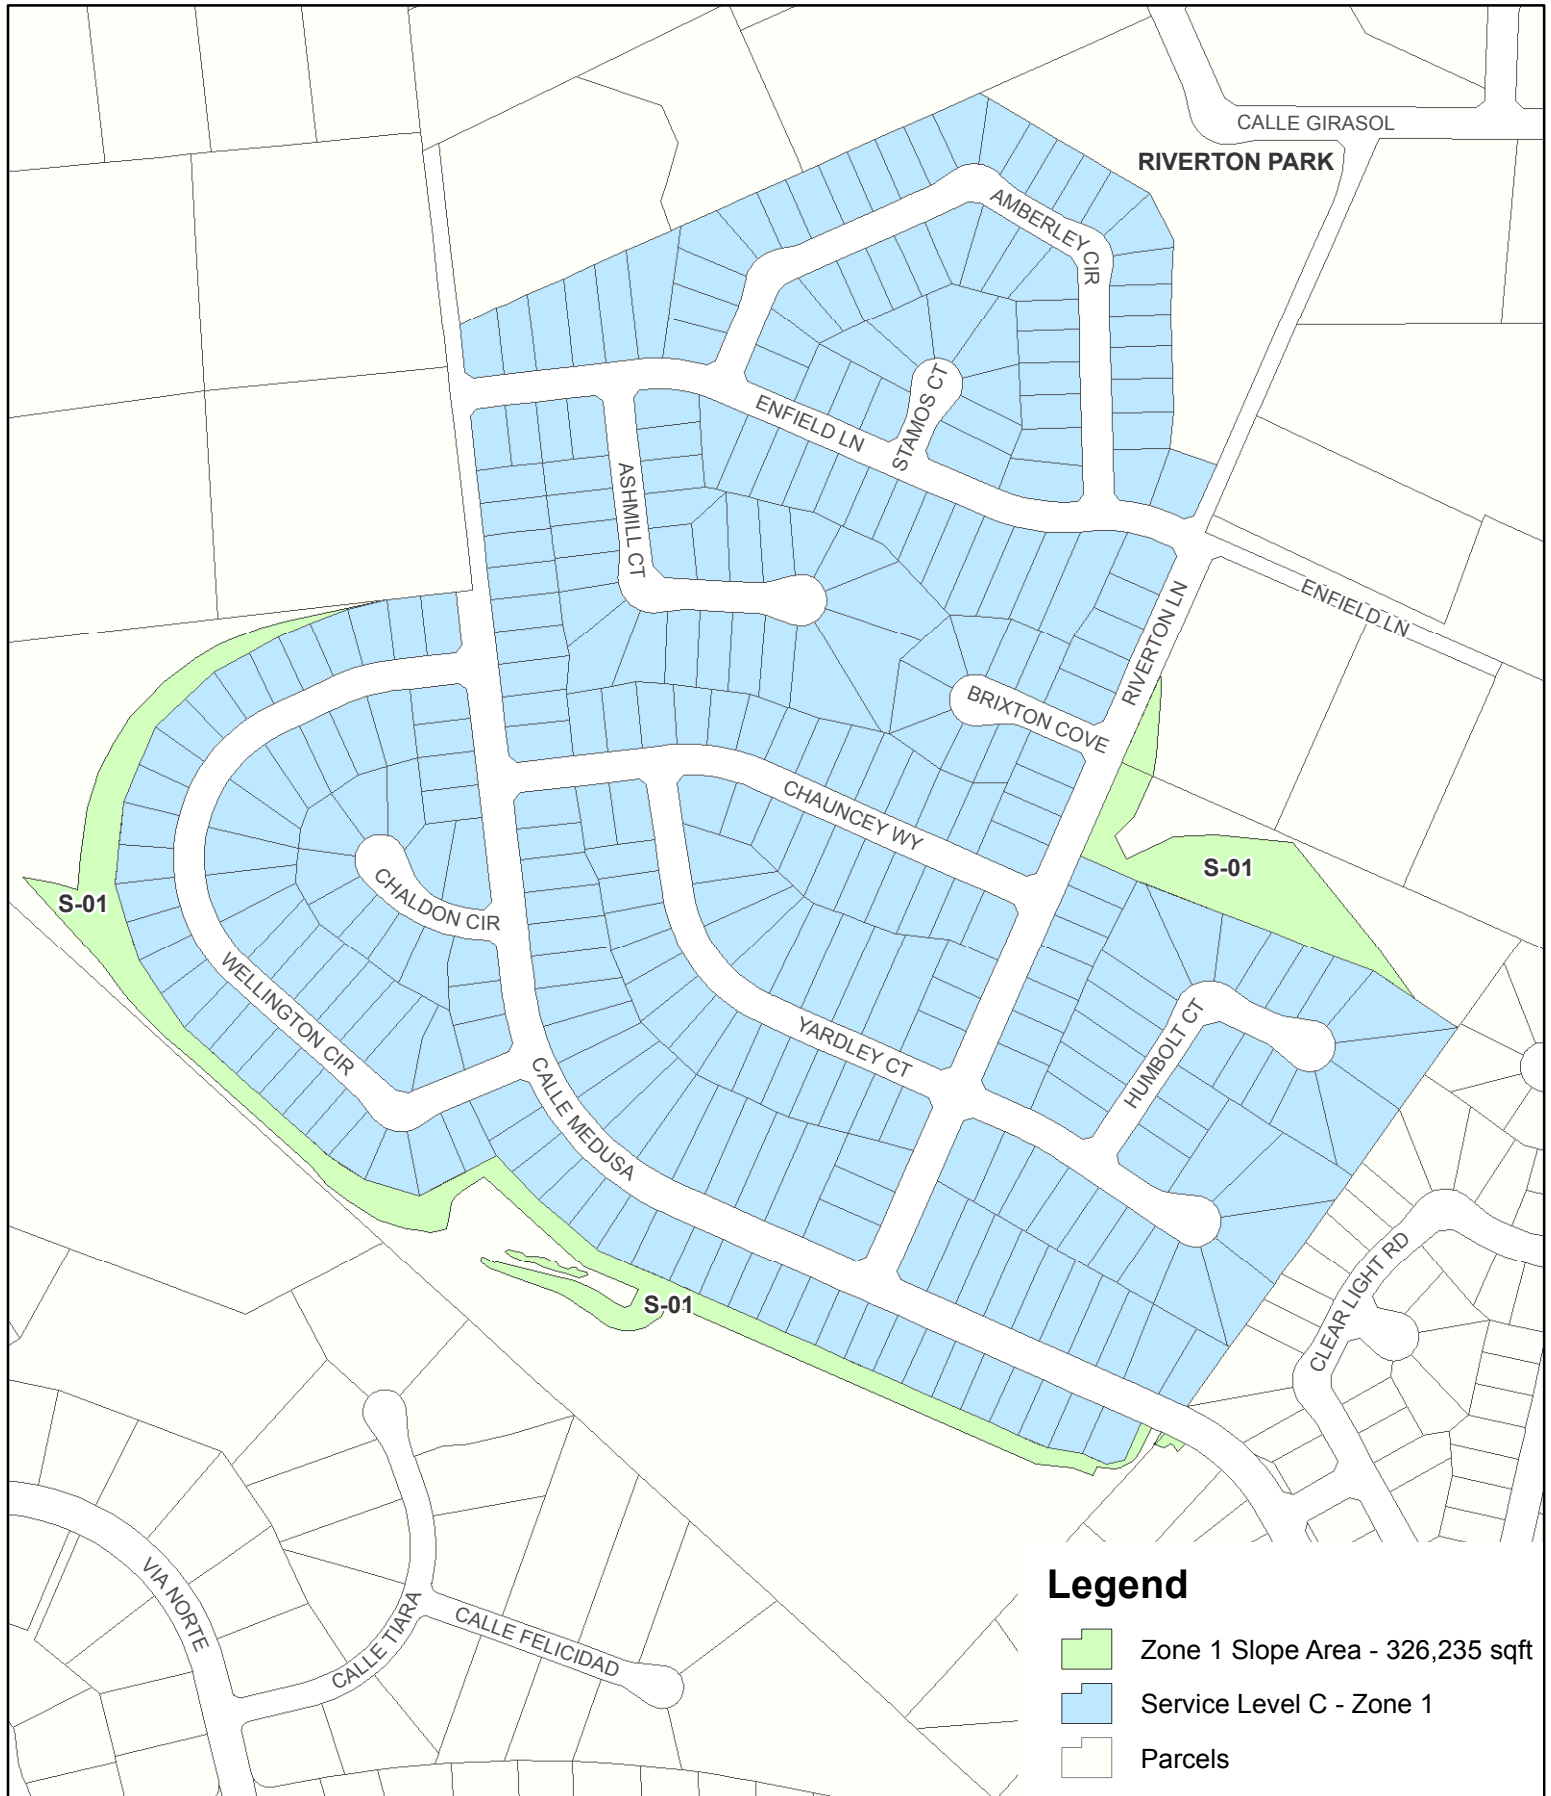 CALLE GIRASOL
RIVERTON PARK
AMBERLEY CIR
STAMOS CT
ENFIELD LN
ASHMILL CT
ENFIELD LN
RIVERTON LN
BRIXTON COVE
CHAUNCEY WY
S-01
S-01
CHALDON CIR
WELLINGTON CIR
YARDLEY CT
HUMBOLT CT
CALLE MEDUSA
S-01
CLEAR LIGHT RD
VIA NORTE
CALLE TIARA
CALLE FELICIDAD
Legend
Zone 1 Slope Area - 326,235 sqft
Service Level C - Zone 1
Parcels